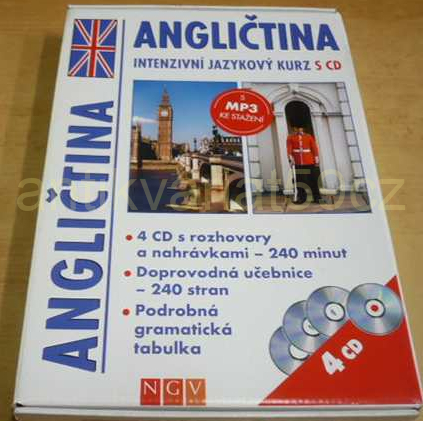 ANGLIČTINA
INTENZIVNÍ JAZYKOVÝ KURZ S CD
ANGLIČTINA
S
MP3
KE STAŽENÍ
antikvariat59cz
• 4 CD s rozhovory
a nahrávkami – 240 minut
• Doprovodná učebnice
– 240 stran
• Podrobná
gramatická
tabulka
4 CD
NGV